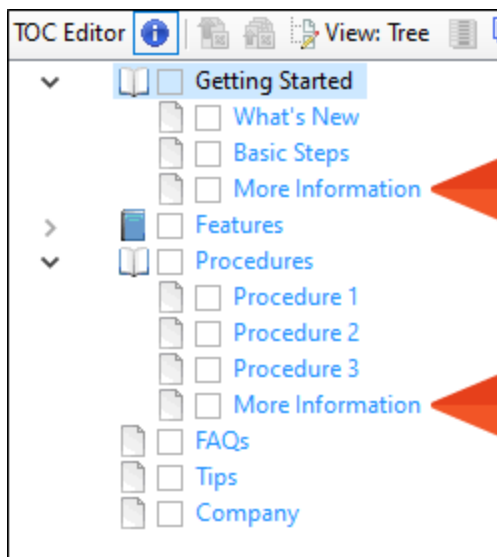 TOC Editor View: Tree
Getting Started
What's New
Basic Steps
More Information
Features
Procedures
Procedure 1
Procedure 2
Procedure 3
More Information
FAQs
Tips
Company